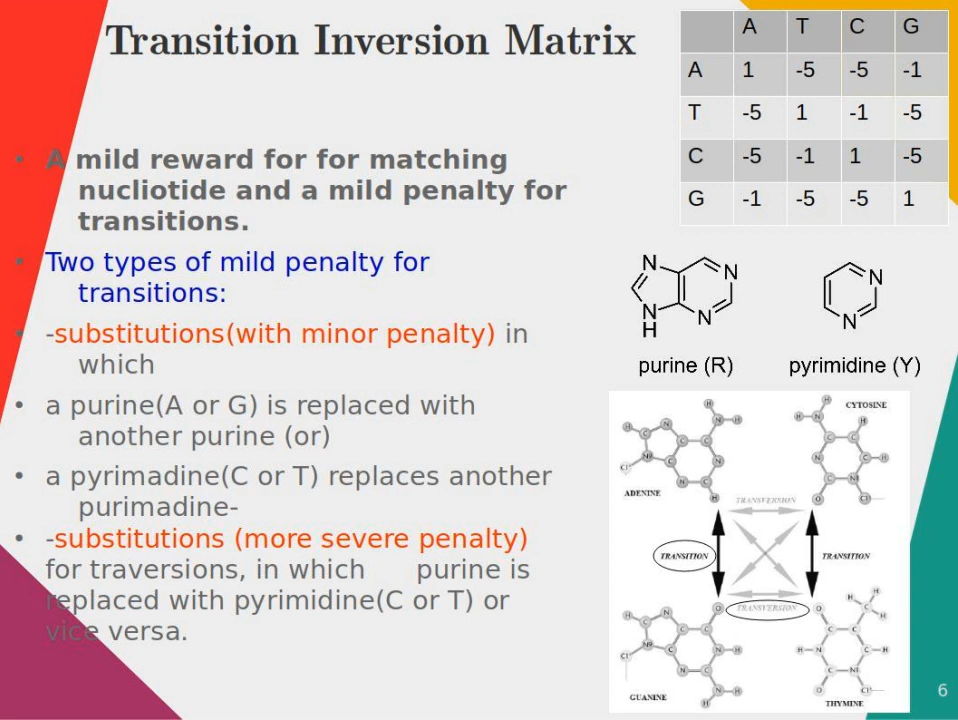 Transition Inversion Matrix
A T C G
A 1 -5 -5 -1
T -5 1 -1 -5
C -5 -1 1 -5
G -1 -5 -5 1
• A mild reward for for matching
nucliotide and a mild penalty for
transitions.
• Two types of mild penalty for
transitions:
• -substitutions(with minor penalty) in
which
• a purine(A or G) is replaced with
another purine (or)
• a pyrimadine(C or T) replaces another
purimadine-
• -substitutions (more severe penalty)
for traversions, in which purine is
replaced with pyrimidine(C or T) or
vice versa.
N
N
N
H
N
N
N
purine (R)
pyrimidine (Y)
CYTOSINE
ADENINE
TRANSVERSION
TRANSITION
TRANSITION
TRANSVERSION
GUANINE
THYMINE
6